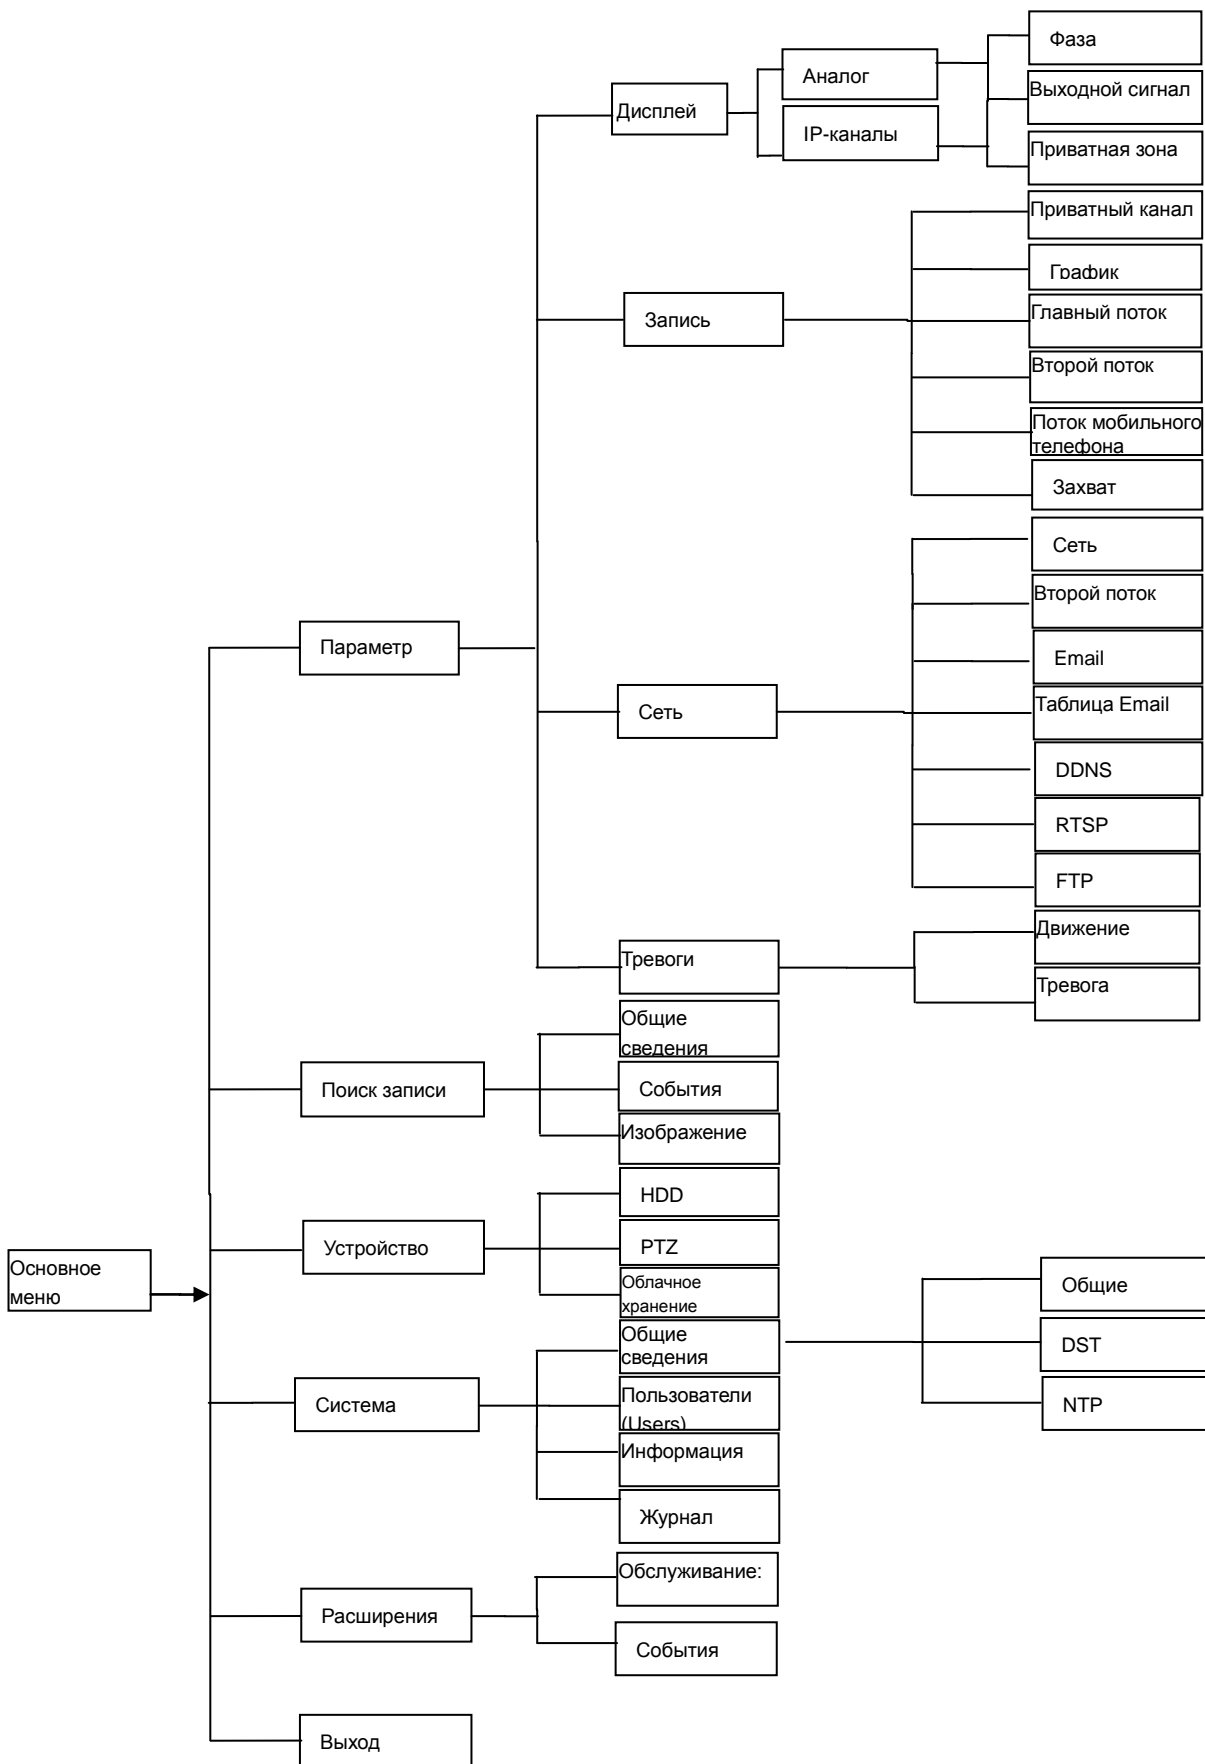 Фаза
Аналог
Выходной сигнал
Дисплей
IP-каналы
Приватная зона
Приватный канал
График
Запись
Главный поток
Второй поток
Поток мобильного
телефона
Захват
Сеть
Второй поток
Параметр
Email
Сеть
Таблица Email
DDNS
RTSP
FTP
Тревоги
Движение
Тревога
Общие
сведения
Поиск записи
События
Изображение
HDD
Устройство
PTZ
Основное
меню
Облачное
хранение
Общие
Общие
сведения
DST
Система
Пользователи
(Users)
NTP
Информация
Журнал
Обслуживание:
Расширения
События
Выход